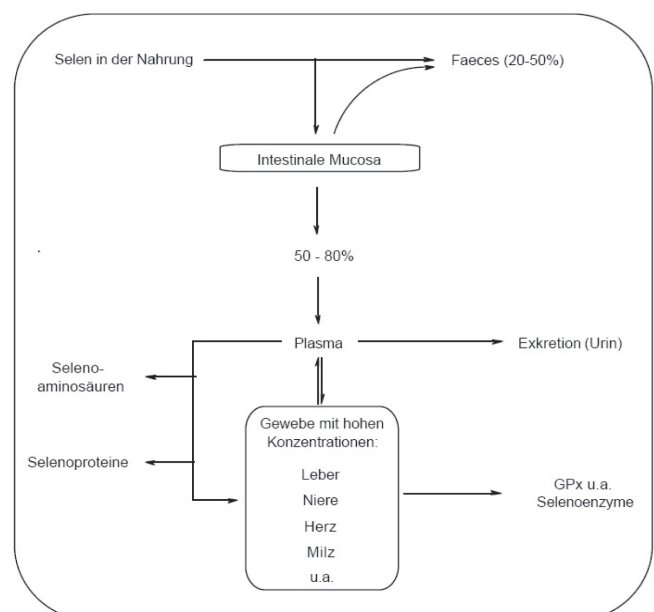 Selen in der Nahrung
Faeces (20-50%)
Intestinale Mucosa
50 - 80%
Plasma
Exkretion (Urin)
Seleno-
aminosäuren
Selenoproteine
Gewebe mit hohen
Konzentrationen:
Leber
Niere
Herz
Milz
u.a.
GPx u.a.
Selenoenzyme